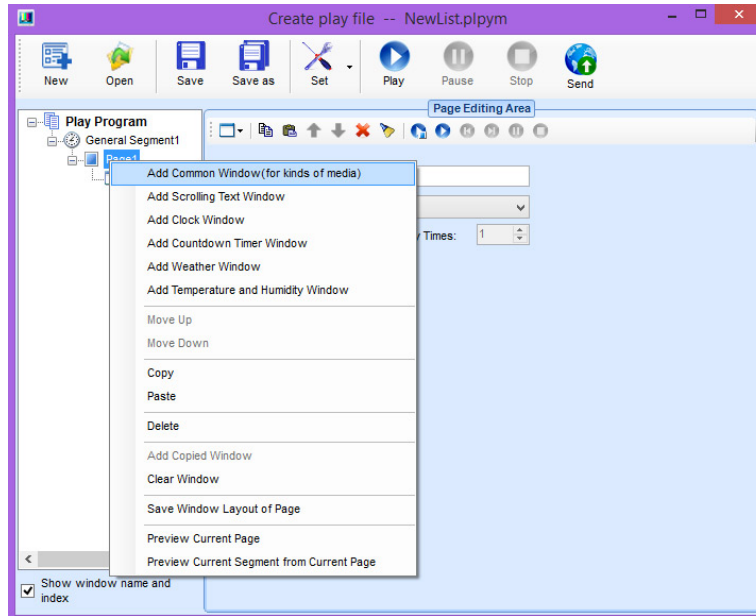 Create play file -- NewList.plpym
New Open Save Save as Set Play Pause Stop Send
Page Editing Area
Play Program
General Segment1
Page1
Times:
1
Add Common Window(for kinds of media)
Add Scrolling Text Window
Add Clock Window
Add Countdown Timer Window
Add Weather Window
Add Temperature and Humidity Window
Move Up
Move Down
Copy
Paste
Delete
Add Copied Window
Clear Window
Save Window Layout of Page
Preview Current Page
Preview Current Segment from Current Page
Show window name and
index